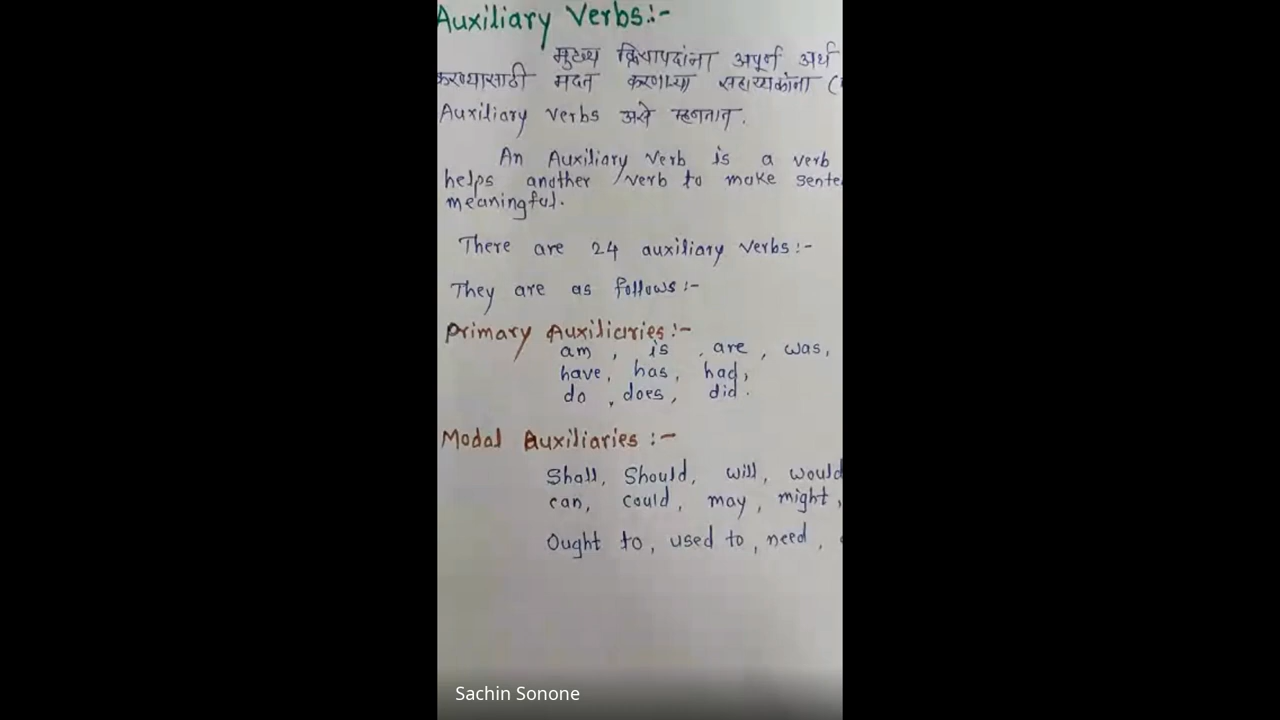 Auxiliary Verbs:-
मुख्य क्रियापदांना अपूर्ण अर्थ
करण्यासाठी मदत करणाऱ्या सहाय्यकांना (
Auxiliary verbs असे म्हणतात.
An Auxiliary Verb is a verb
helps another verb to make sente
meaningful.
There are 24 auxiliary verbs:-
They are as follows:-
Primary Auxiliaries:-
am, is, are, was,
have, has, had,
do, does, did.
Modal Auxiliaries:-
Shall, Should, will, would
can, could, may, might,
Ought to, used to, need,
Sachin Sonone